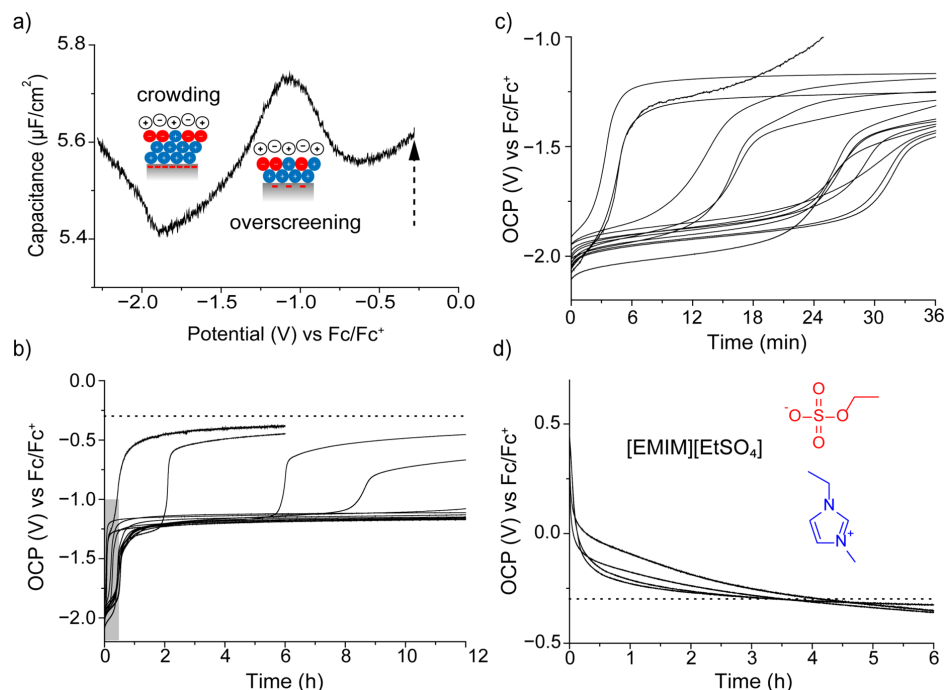 a)
5.8
5.6
5.4
Capacitance (µF/cm²)
crowding
overscreening
−2.0
−1.5
−1.0
−0.5
0.0
Potential (V) vs Fc/Fc⁺
b)
0.0
−0.5
−1.0
−1.5
−2.0
OCP (V) vs Fc/Fc⁺
0
2
4
6
8
10
12
Time (h)
c)
−1.0
−1.5
−2.0
OCP (V) vs Fc/Fc⁺
0
6
12
18
24
30
36
Time (min)
d)
0.5
0.0
−0.5
OCP (V) vs Fc/Fc⁺
[EMIM][EtSO₄]
O
⁻O
S
O
O
N
N
+
0
1
2
3
4
5
6
Time (h)